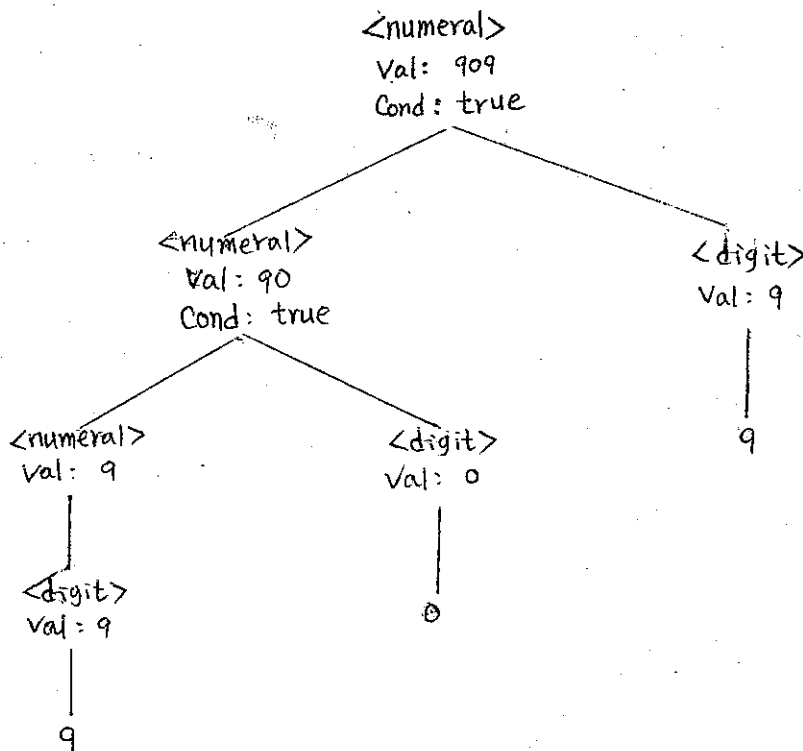 <numeral>
Val: 909
Cond: true
<numeral>
Val: 90
Cond: true
<digit>
Val: 9
9
<numeral>
Val: 9
<digit>
Val: 0
0
<digit>
Val: 9
9